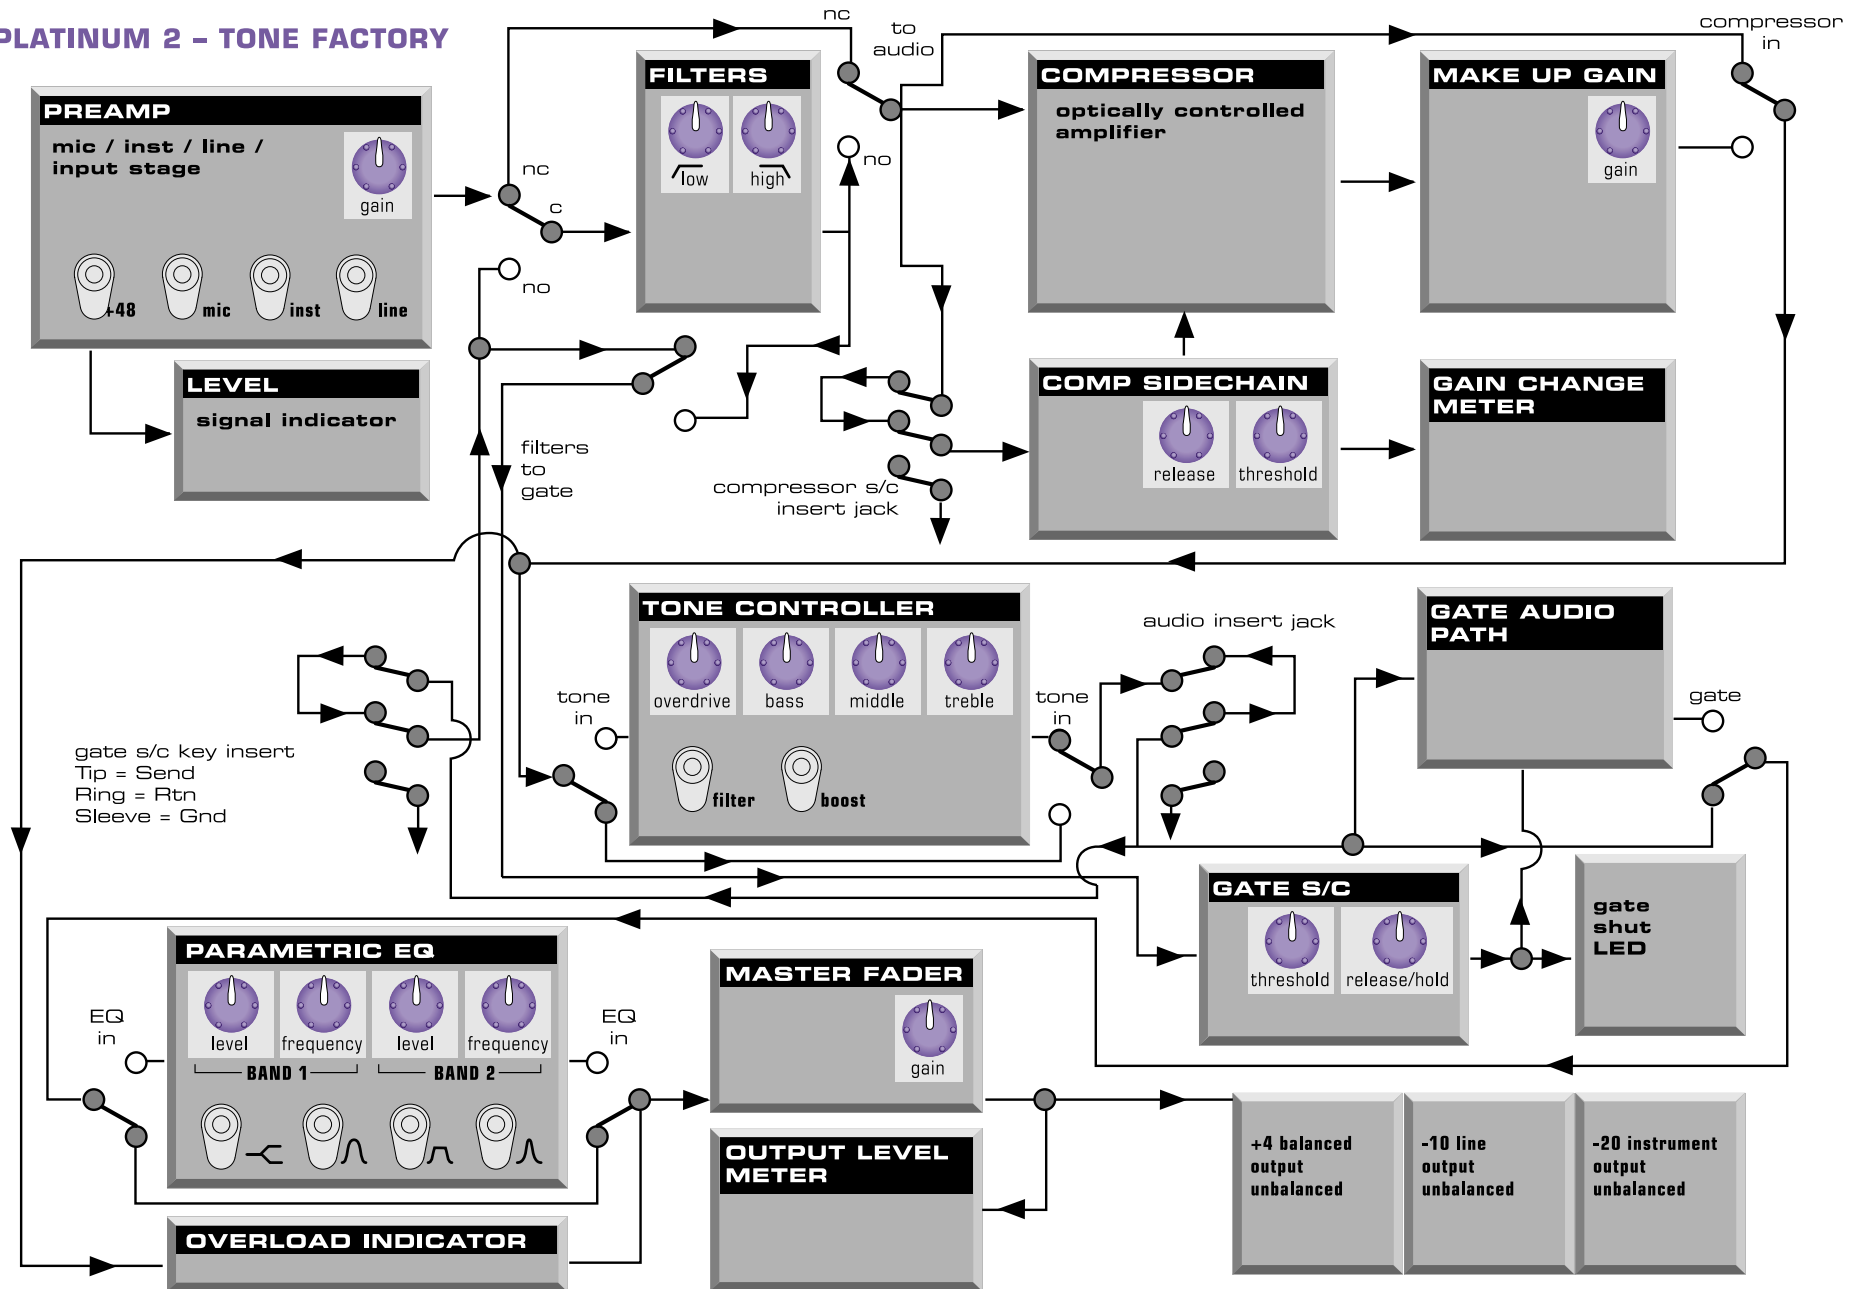 PLATINUM 2 – TONE FACTORY
nc
to
audio
compressor
in
PREAMP
mic / inst / line /
input stage
gain
+48
mic
inst
line
nc
c
no
FILTERS
low
high
no
COMPRESSOR
optically controlled
amplifier
MAKE UP GAIN
gain
LEVEL
signal indicator
filters
to
gate
compressor s/c
insert jack
COMP SIDECHAIN
release
threshold
GAIN CHANGE
METER
gate s/c key insert
Tip = Send
Ring = Rtn
Sleeve = Gnd
tone
in
TONE CONTROLLER
overdrive
bass
middle
treble
filter
boost
tone
in
audio insert jack
GATE AUDIO
PATH
gate
GATE S/C
threshold
release/hold
gate
shut
LED
EQ
in
PARAMETRIC EQ
level
frequency
level
frequency
BAND 1
BAND 2
EQ
in
MASTER FADER
gain
OUTPUT LEVEL
METER
OVERLOAD INDICATOR
+4 balanced
output
unbalanced
-10 line
output
unbalanced
-20 instrument
output
unbalanced